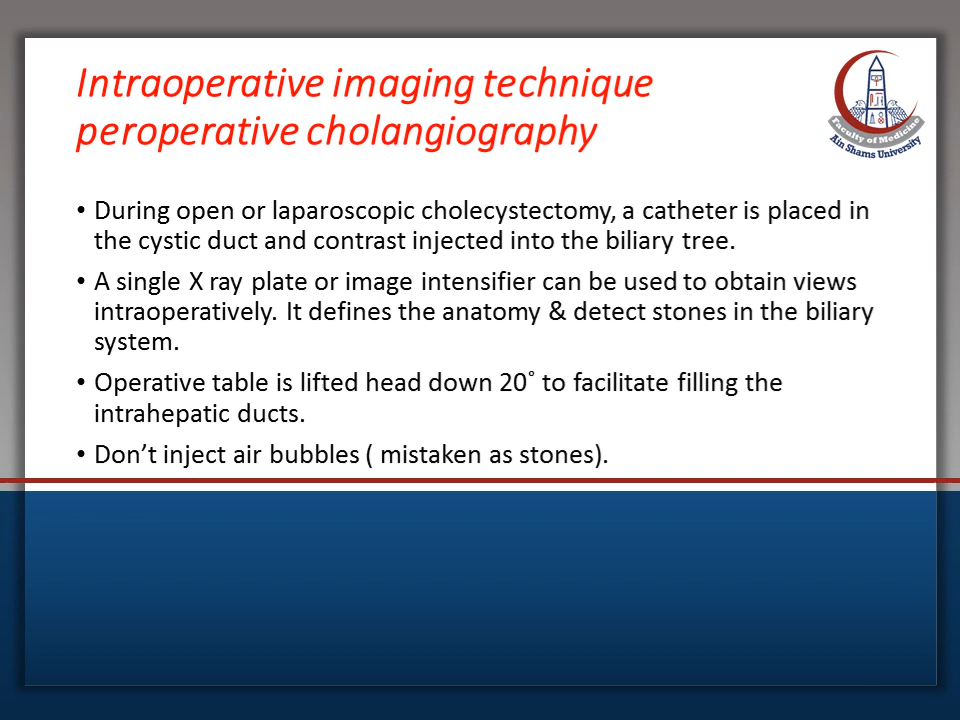 Intraoperative imaging technique
peroperative cholangiography
Faculty of Medicine
Ain Shams University
• During open or laparoscopic cholecystectomy, a catheter is placed in
the cystic duct and contrast injected into the biliary tree.
• A single X ray plate or image intensifier can be used to obtain views
intraoperatively. It defines the anatomy & detect stones in the biliary
system.
• Operative table is lifted head down 20˚ to facilitate filling the
intrahepatic ducts.
• Don’t inject air bubbles ( mistaken as stones).